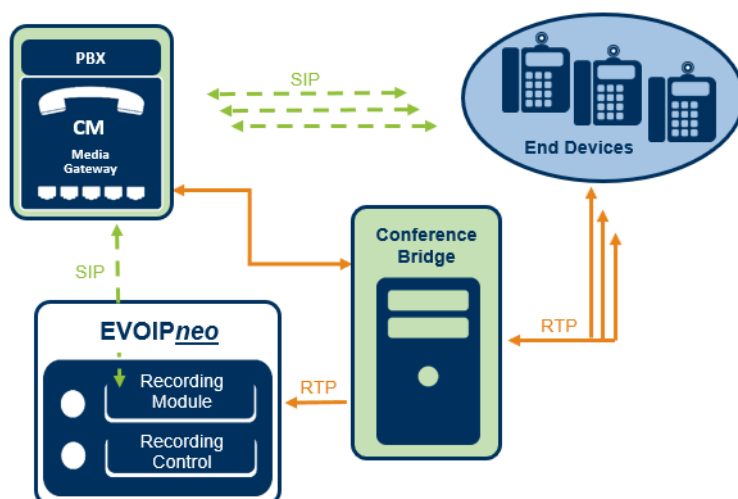 PBX
CM
Media
Gateway
SIP
End Devices
SIP
Conference
Bridge
EVOIPneo
Recording
Module
Recording
Control
RTP
RTP